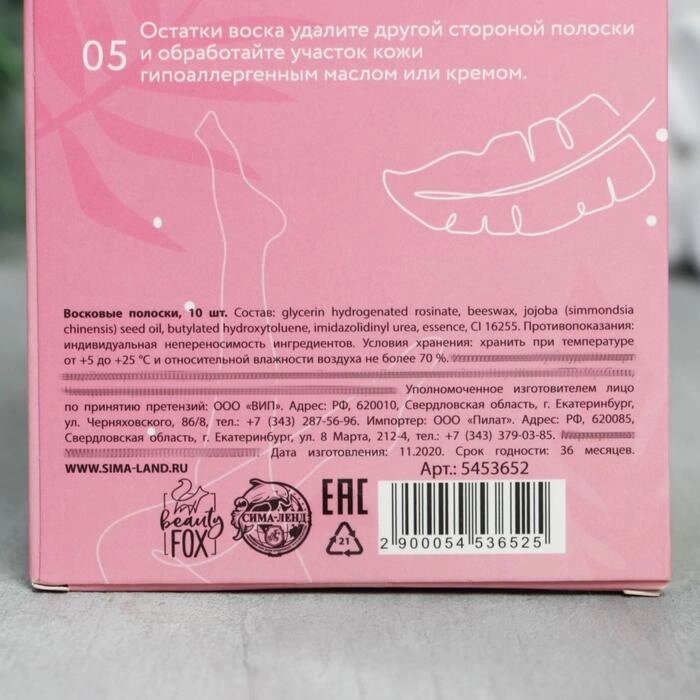 05
Остатки воска удалите другой стороной полоски
и обработайте участок кожи
гипоаллергенным маслом или кремом.
Восковые полоски, 10 шт. Состав: glycerin hydrogenated rosinate, beeswax, jojoba (simmondsia
chinensis) seed oil, butylated hydroxytoluene, imidazolidinyl urea, essence, CI 16255. Противопоказания:
индивидуальная непереносимость ингредиентов. Условия хранения: хранить при температуре
от +5 до +25 °С и относительной влажности воздуха не более 70 %.
Уполномоченное изготовителем лицо
по принятию претензий: ООО «ВИП», Адрес: РФ, 620010, Свердловская область, г. Екатеринбург,
ул. Черняховского, 86/8, тел.: +7 (343) 287-56-96. Импортер: ООО «Пилат». Адрес: РФ, 620085,
Свердловская область, г. Екатеринбург, ул. 8 Марта, 212-4, тел.: +7 (343) 379-03-85.
Дата изготовления: 11.2020. Срок годности: 36 месяцев.
WWW.SIMA-LAND.RU
Арт.: 5453652
beauty
FOX
СИМА-ЛЕНД
EAC
21
2 900054 536525